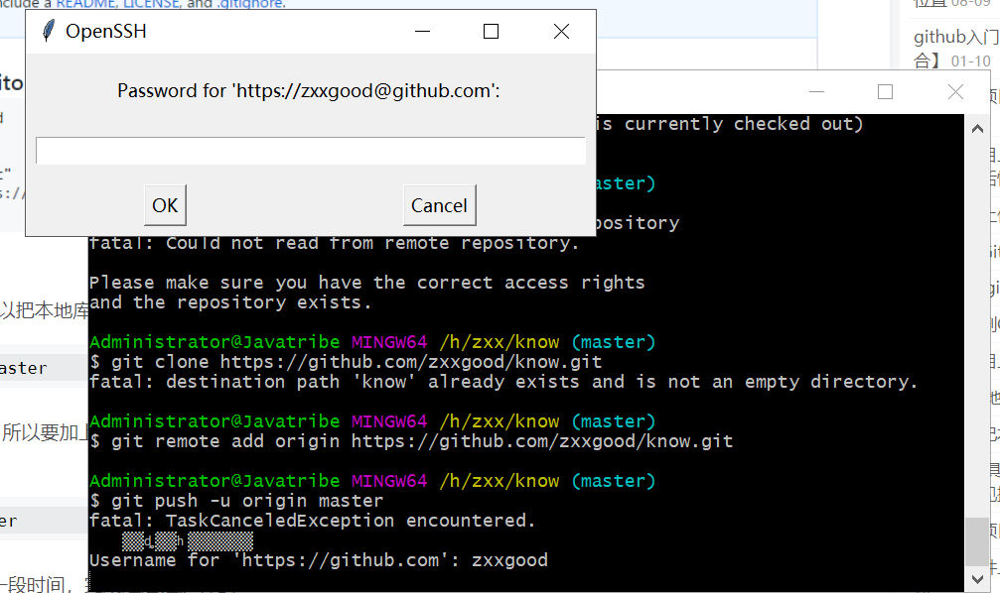 nclude a README, LICENSE, and .gitignore.
OpenSSH
Password for 'https://zxxgood@github.com':
OK
Cancel
github入门
合】 01-10
位置 08-09
is currently checked out)
aster)
pository
fatal: Could not read from remote repository.
Please make sure you have the correct access rights
and the repository exists.
以把本地库
Administrator@Javatribe MINGW64 /h/zxx/know (master)
$ git clone https://github.com/zxxgood/know.git
aster
fatal: destination path 'know' already exists and is not an empty directory.
Administrator@Javatribe MINGW64 /h/zxx/know (master)
所以要加上
$ git remote add origin https://github.com/zxxgood/know.git
Administrator@Javatribe MINGW64 /h/zxx/know (master)
$ git push -u origin master
er
fatal: TaskCanceledException encountered.
Username for 'https://github.com': zxxgood
一段时间，